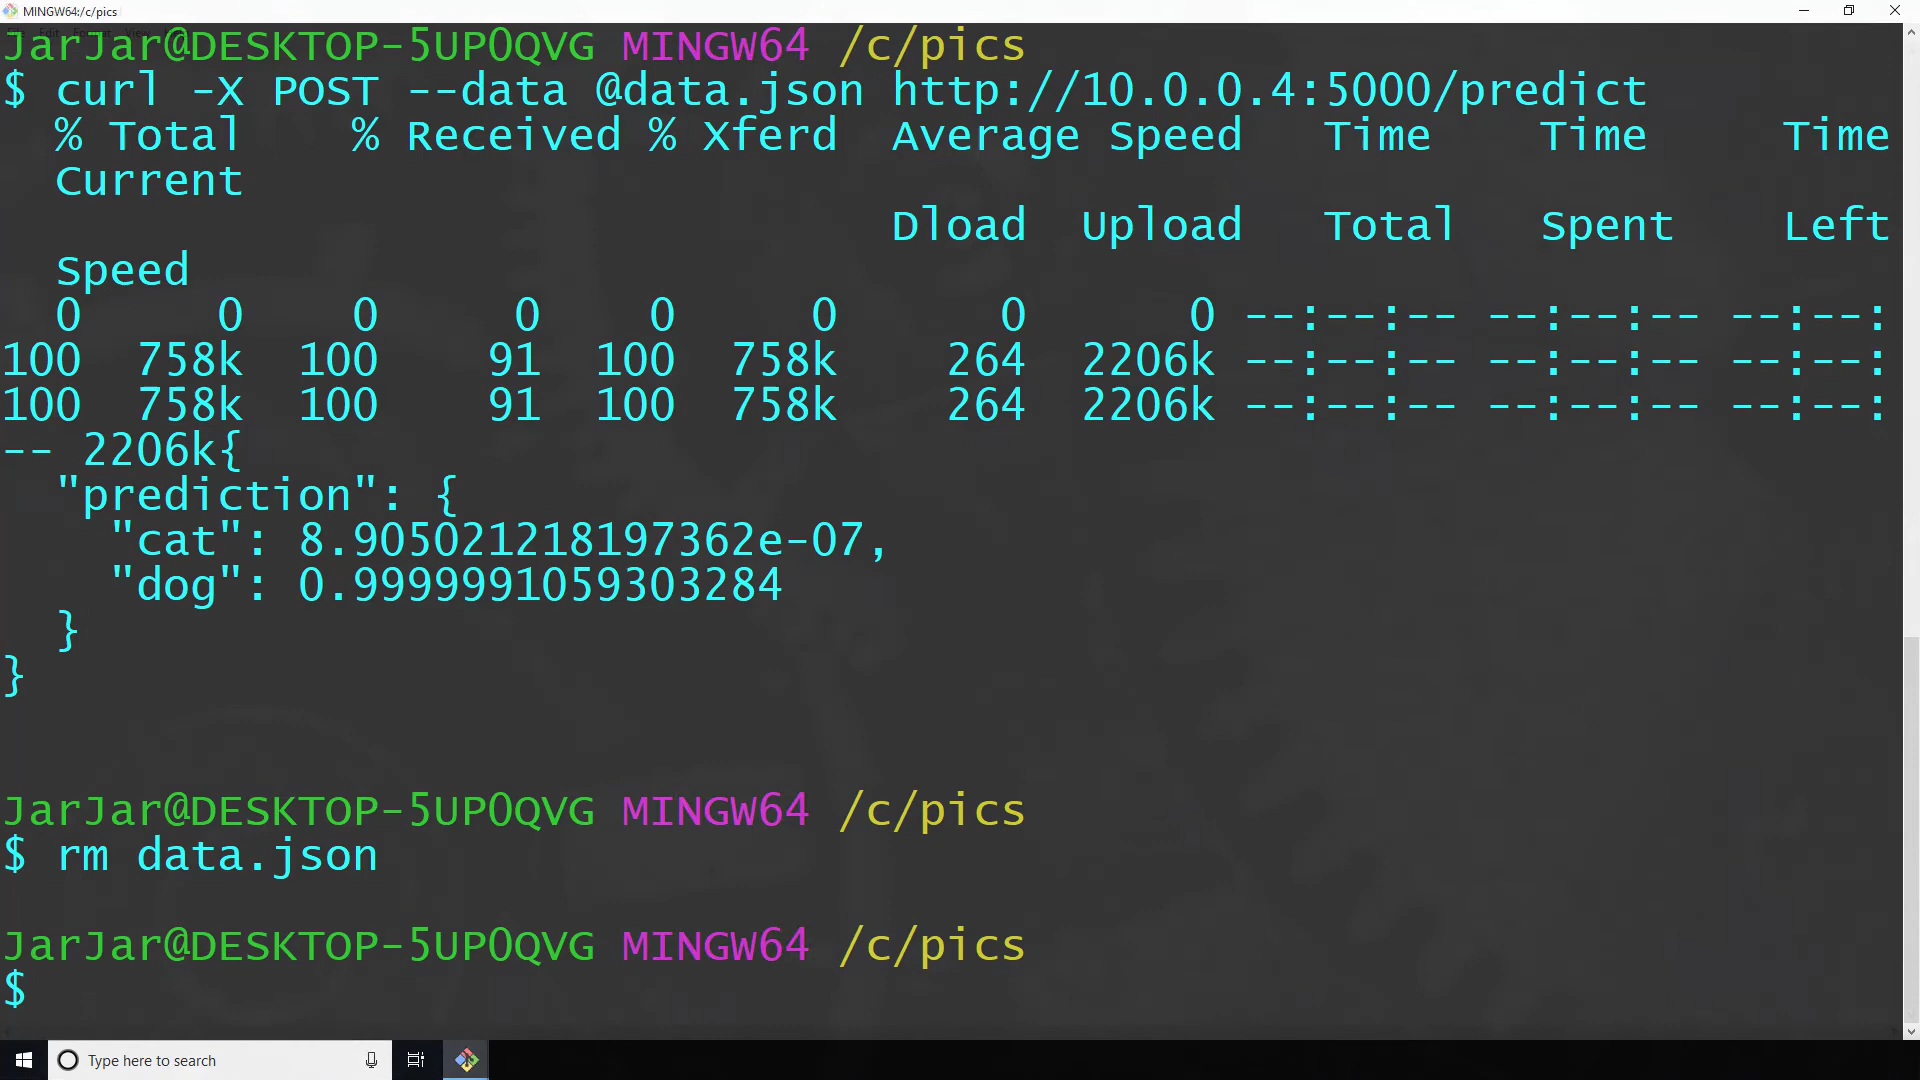 MINGW64:/c/pics
JarJar@DESKTOP-5UP0QVG MINGW64 /c/pics
$ curl -X POST --data @data.json http://10.0.0.4:5000/predict
% Total % Received % Xferd Average Speed Time Time Time
Current
Dload Upload Total Spent Left
Speed
0 0 0 0 0 0 0 0 --:--:-- --:--:-- --:--:
100 758k 100 91 100 758k 264 2206k --:--:-- --:--:-- --:--:
100 758k 100 91 100 758k 264 2206k --:--:-- --:--:-- --:--:
-- 2206k{
"prediction": {
"cat": 8.905021218197362e-07,
"dog": 0.9999991059303284
}
}
JarJar@DESKTOP-5UP0QVG MINGW64 /c/pics
$ rm data.json
JarJar@DESKTOP-5UP0QVG MINGW64 /c/pics
$
Type here to search